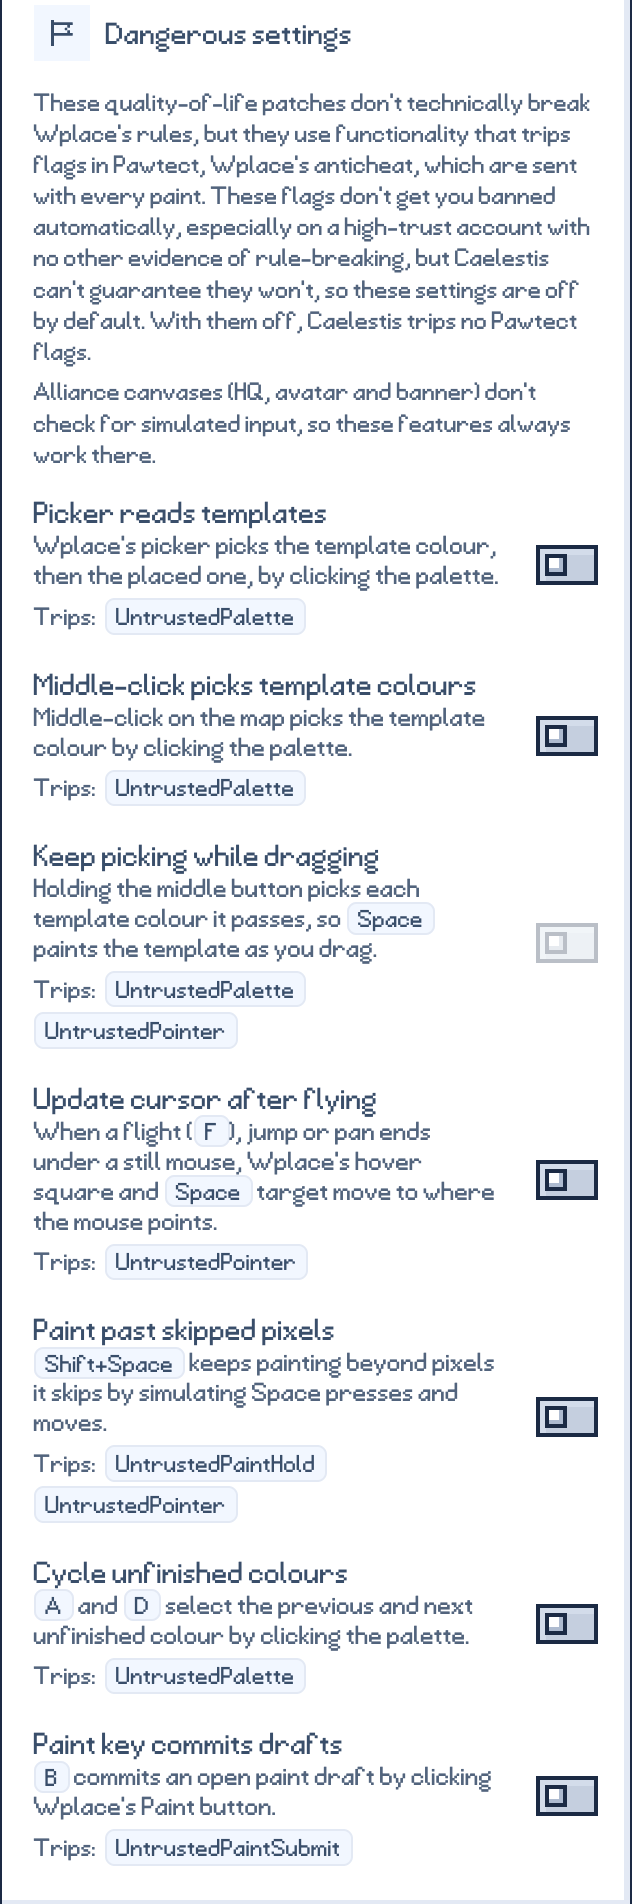 Dangerous settings
These quality-of-life patches don't technically break
Wplace's rules, but they use functionality that trips
flags in Pawtect, Wplace's anticheat, which are sent
with every paint. These flags don't get you banned
automatically, especially on a high-trust account with
no other evidence of rule-breaking, but Caelestis
can't guarantee they won't, so these settings are off
by default. With them off, Caelestis trips no Pawtect
flags.
Alliance canvases (HQ, avatar and banner) don't
check for simulated input, so these features always
work there.
Picker reads templates
Wplace's picker picks the template colour,
then the placed one, by clicking the palette.
Trips: UntrustedPalette
Middle-click picks template colours
Middle-click on the map picks the template
colour by clicking the palette.
Trips: UntrustedPalette
Keep picking while dragging
Holding the middle button picks each
template colour it passes, so Space
paints the template as you drag.
Trips: UntrustedPalette
UntrustedPointer
Update cursor after flying
When a flight (F), jump or pan ends
under a still mouse, Wplace's hover
square and Space target move to where
the mouse points.
Trips: UntrustedPointer
Paint past skipped pixels
Shift+Space keeps painting beyond pixels
it skips by simulating Space presses and
moves.
Trips: UntrustedPaintHold
UntrustedPointer
Cycle unfinished colours
A and D select the previous and next
unfinished colour by clicking the palette.
Trips: UntrustedPalette
Paint key commits drafts
B commits an open paint draft by clicking
Wplace's Paint button.
Trips: UntrustedPaintSubmit